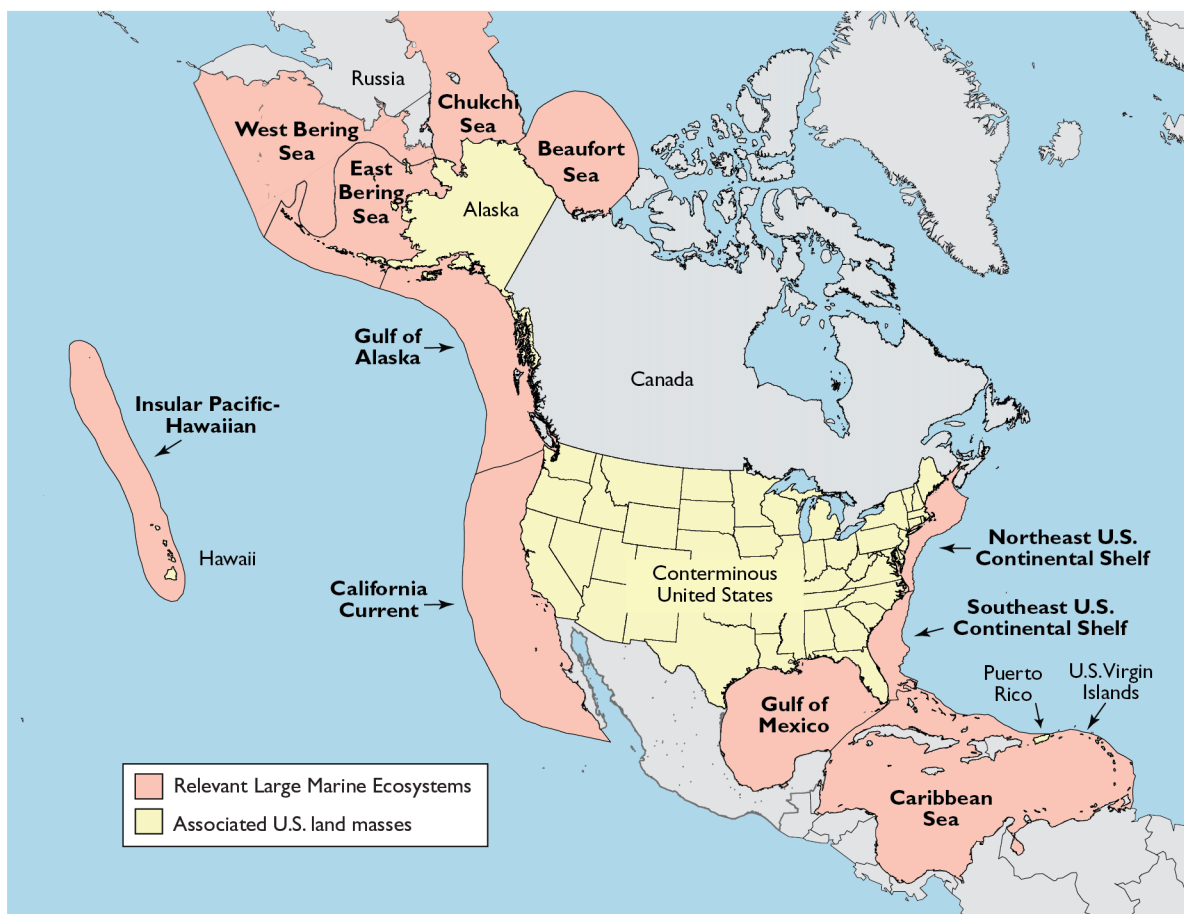 Russia
Chukchi
Sea
West Bering
Sea
Beaufort
Sea
East
Bering
Sea
Alaska
Gulf of
Alaska
Canada
Insular Pacific-
Hawaiian
Hawaii
Northeast U.S.
Continental Shelf
Conterminous
United States
California
Current
Southeast U.S.
Continental Shelf
Puerto
Rico
U.S. Virgin
Islands
Gulf of
Mexico
Relevant Large Marine Ecosystems
Associated U.S. land masses
Caribbean
Sea